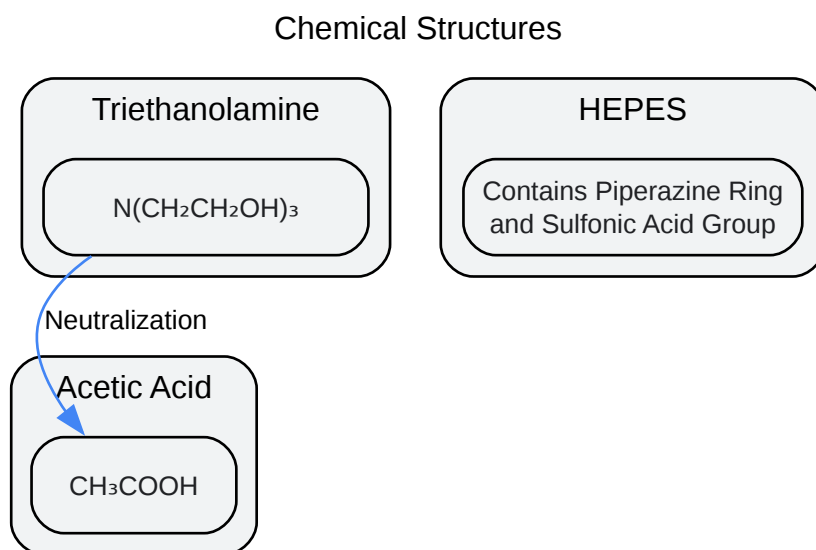 Chemical Structures
Triethanolamine
N(CH₂CH₂OH)₃
HEPES
Contains Piperazine Ring
and Sulfonic Acid Group
Neutralization
Acetic Acid
CH₃COOH